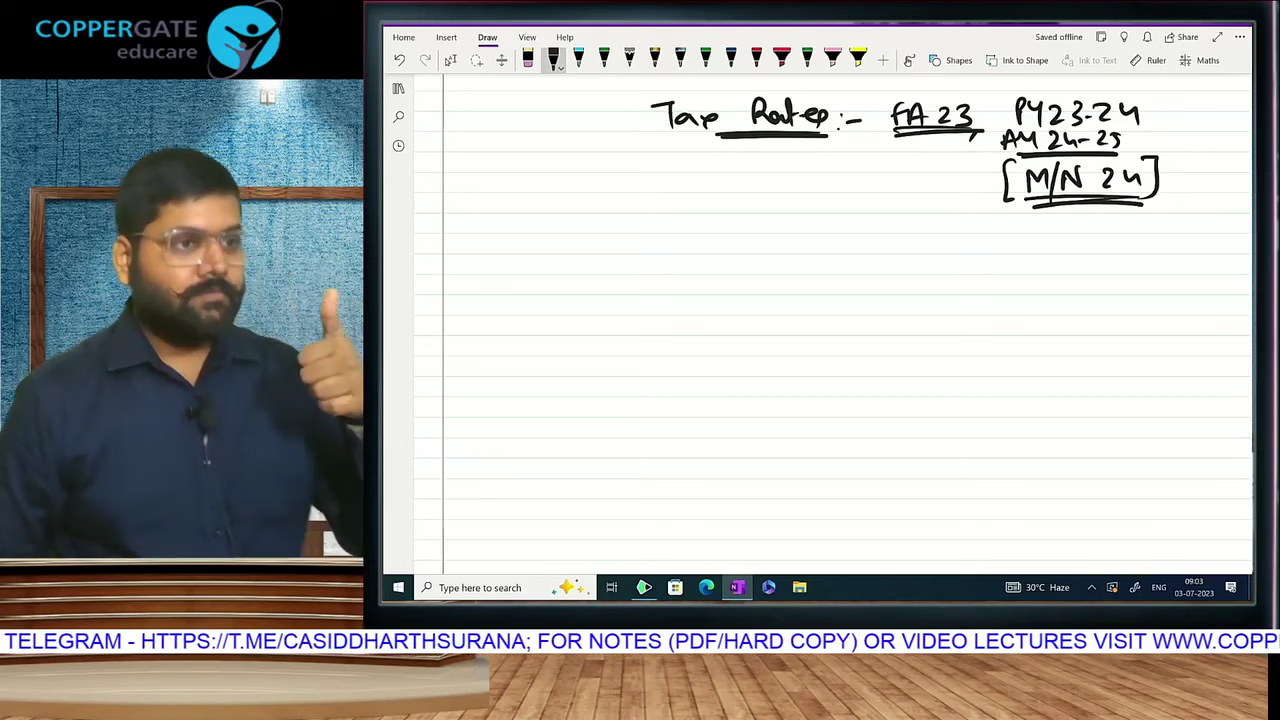 COPPERGATE
educare
Home Insert Draw View Help
Saved offline
Share
Shapes
Ink to Shape
Ink to Text
Ruler
Maths
Tax Rates :- FA 23 PY 23-24
AY 24-25
[M/N 24]
Type here to search
30°C Haze
ENG
09:03
03-07-2023
TELEGRAM - HTTPS://T.ME/CASIDDHARTHSURANA; FOR NOTES (PDF/HARD COPY) OR VIDEO LECTURES VISIT WWW.COPP